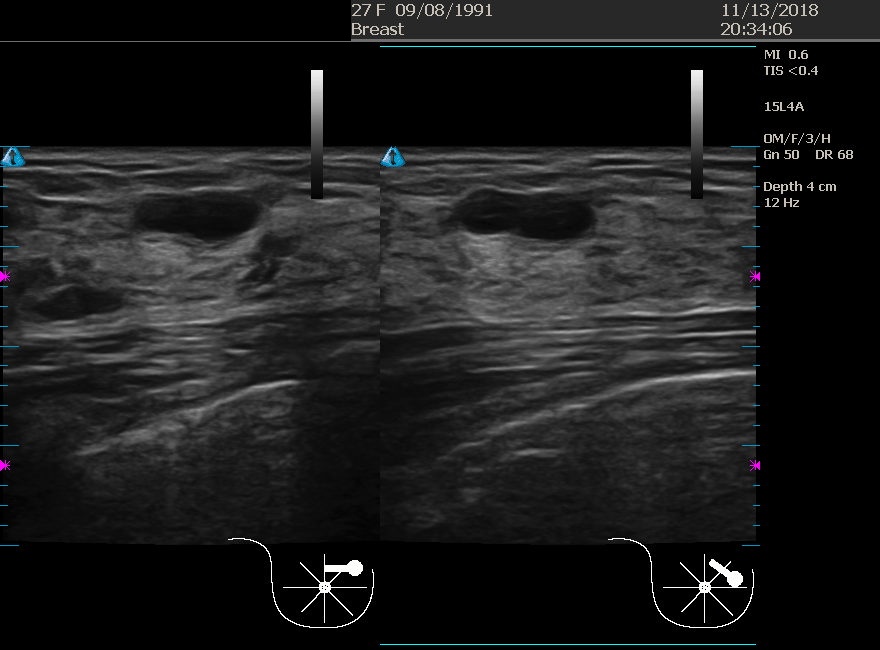 27 F 09/08/1991 11/13/2018
Breast 20:34:06
MI 0.6
TIS <0.4
15L4A
OM/F/3/H
Gn 50 DR 68
Depth 4 cm
12 Hz